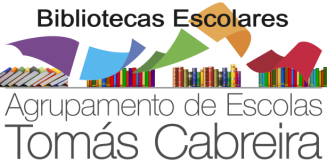 Bibliotecas Escolares
Agrupamento de Escolas
Tomás Cabreira